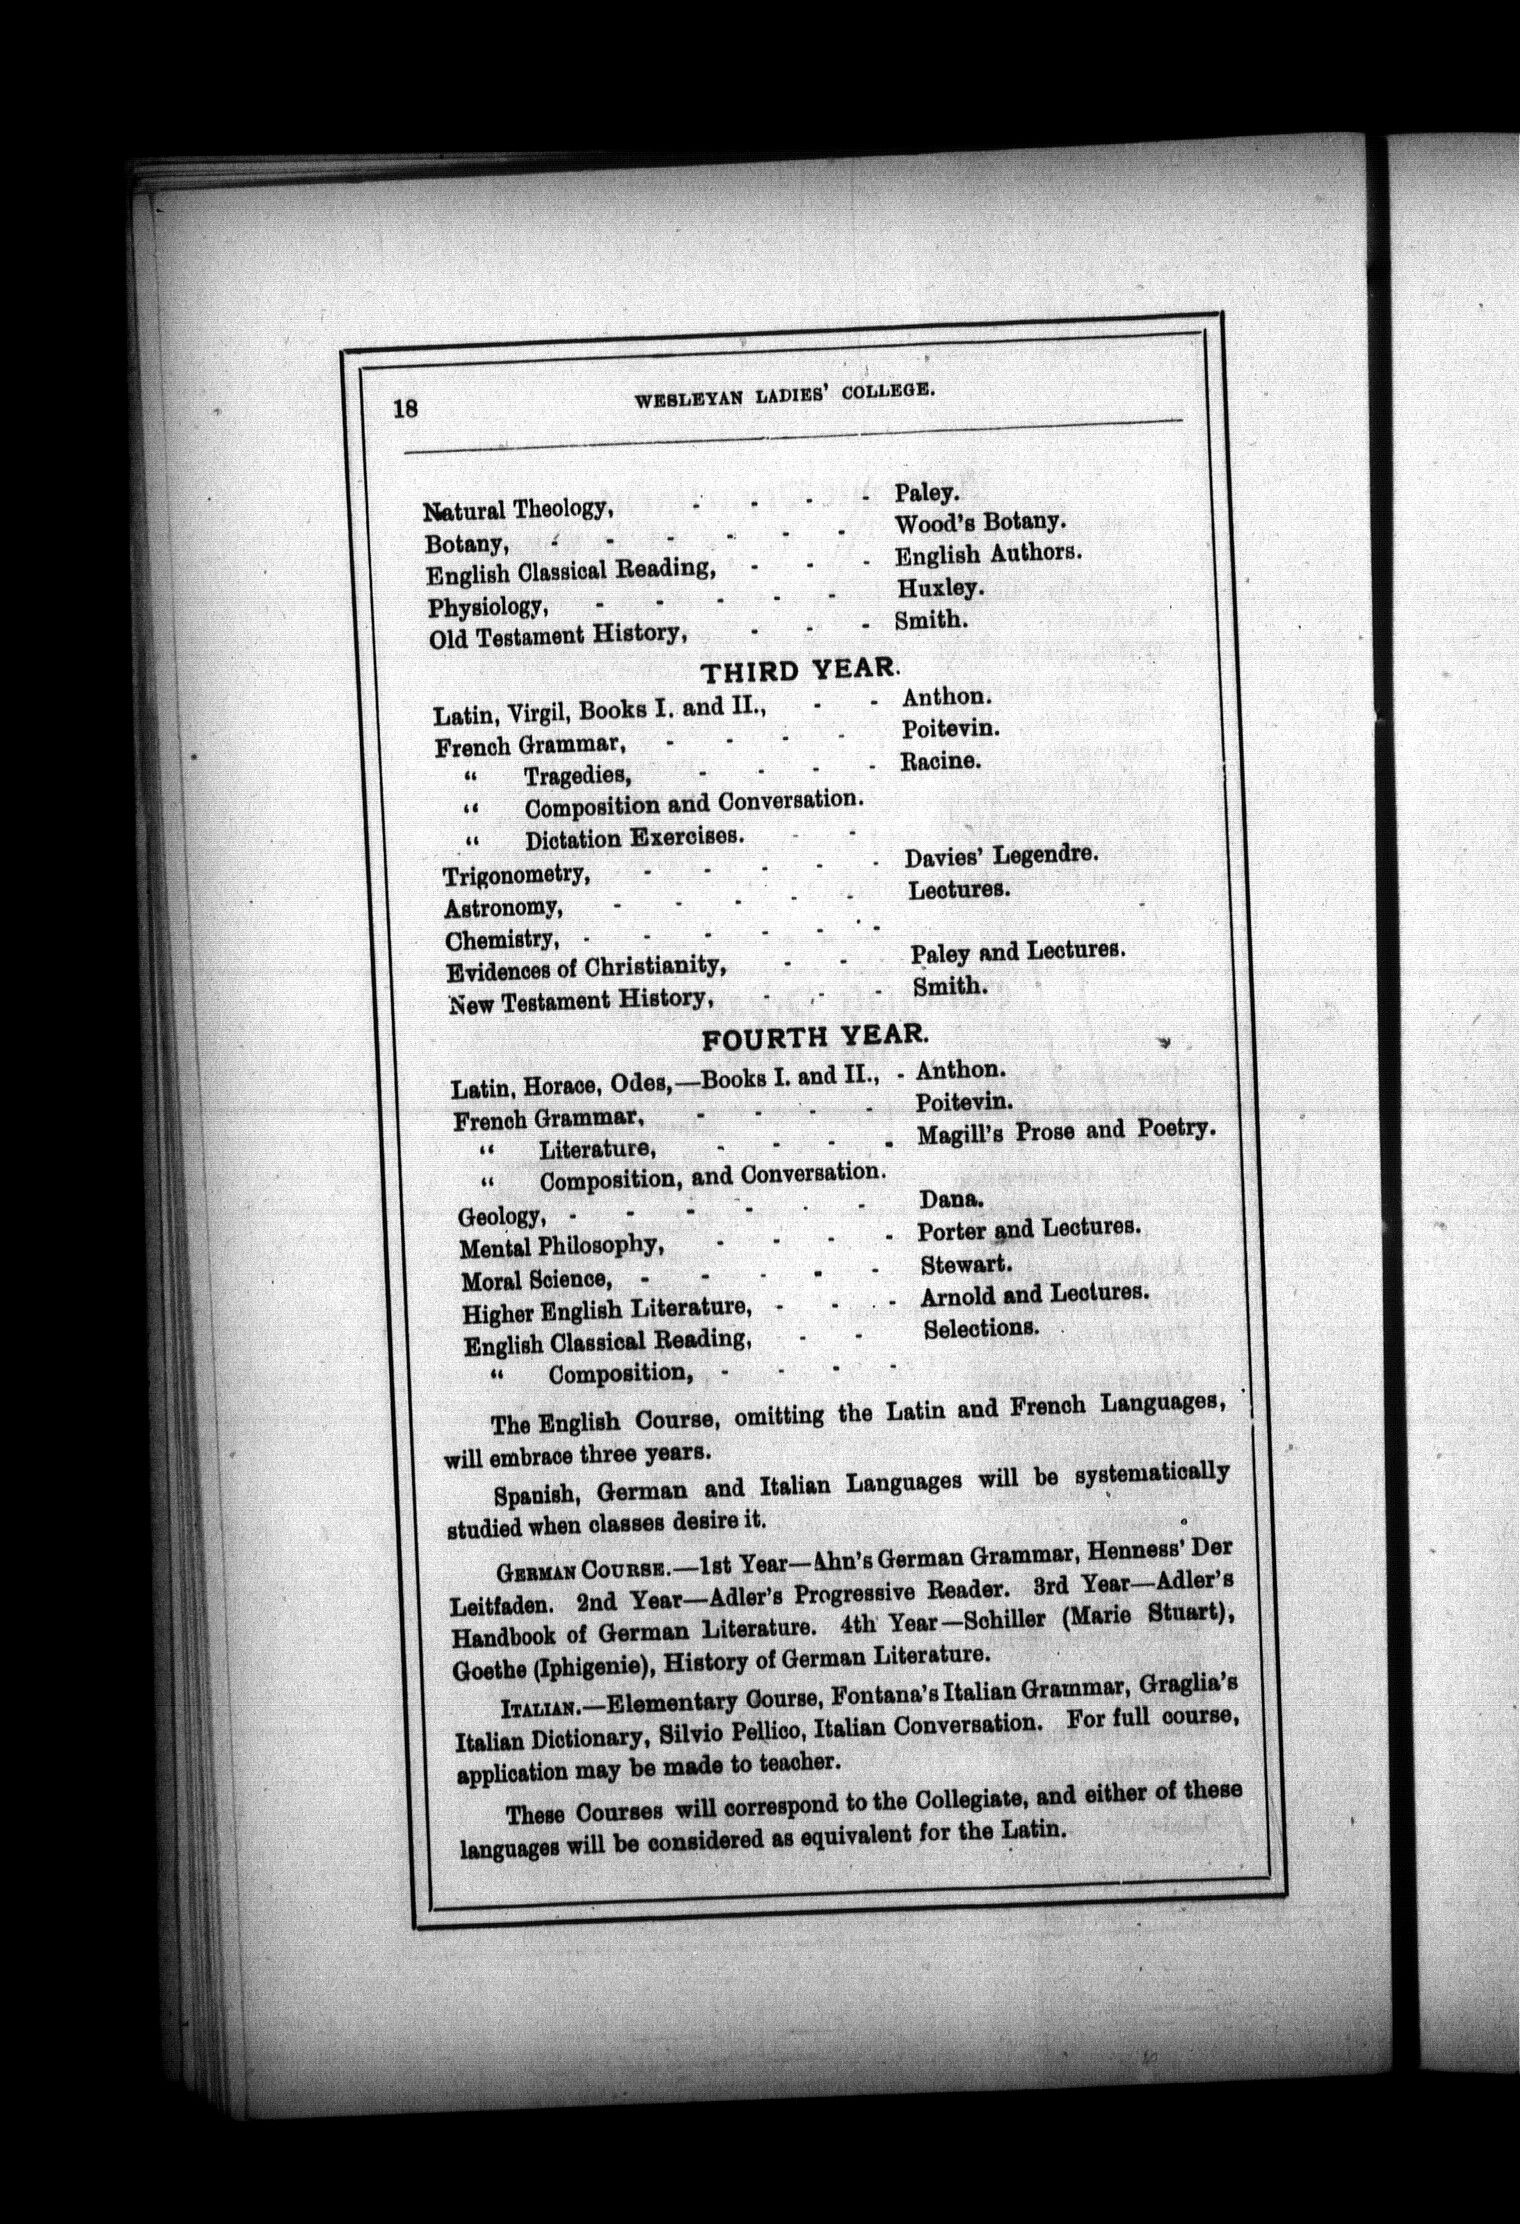 18 WESLEYAN LADIES' COLLEGE.
Natural Theology, - - - - Paley.
Botany, - - - - - - Wood's Botany.
English Classical Reading, - - - English Authors.
Physiology, - - - - - Huxley.
Old Testament History, - - - Smith.
THIRD YEAR.
Latin, Virgil, Books I. and II., - - Anthon.
French Grammar, - - - - Poitevin.
“ Tragedies, - - - - Racine.
“ Composition and Conversation.
“ Dictation Exercises. - -
Trigonometry, - - - - - Davies' Legendre.
Astronomy, - - - - - Lectures.
Chemistry, - - - - - -
Evidences of Christianity, - - Paley and Lectures.
New Testament History, - - - Smith.
FOURTH YEAR.
Latin, Horace, Odes,—Books I. and II., - Anthon.
French Grammar, - - - - Poitevin.
“ Literature, - - - - Magill's Prose and Poetry.
“ Composition, and Conversation.
Geology, - - - - - - Dana.
Mental Philosophy, - - - - Porter and Lectures.
Moral Science, - - - - - Stewart.
Higher English Literature, - - - Arnold and Lectures.
English Classical Reading, - - Selections.
“ Composition, - - - -
The English Course, omitting the Latin and French Languages,
will embrace three years.
Spanish, German and Italian Languages will be systematically
studied when classes desire it.
GERMAN COURSE.—1st Year—Ahn's German Grammar, Henness' Der
Leitfaden. 2nd Year—Adler's Progressive Reader. 3rd Year—Adler's
Handbook of German Literature. 4th Year—Schiller (Marie Stuart),
Goethe (Iphigenie), History of German Literature.
ITALIAN.—Elementary Course, Fontana's Italian Grammar, Graglia's
Italian Dictionary, Silvio Pellico, Italian Conversation. For full course,
application may be made to teacher.
These Courses will correspond to the Collegiate, and either of these
languages will be considered as equivalent for the Latin.